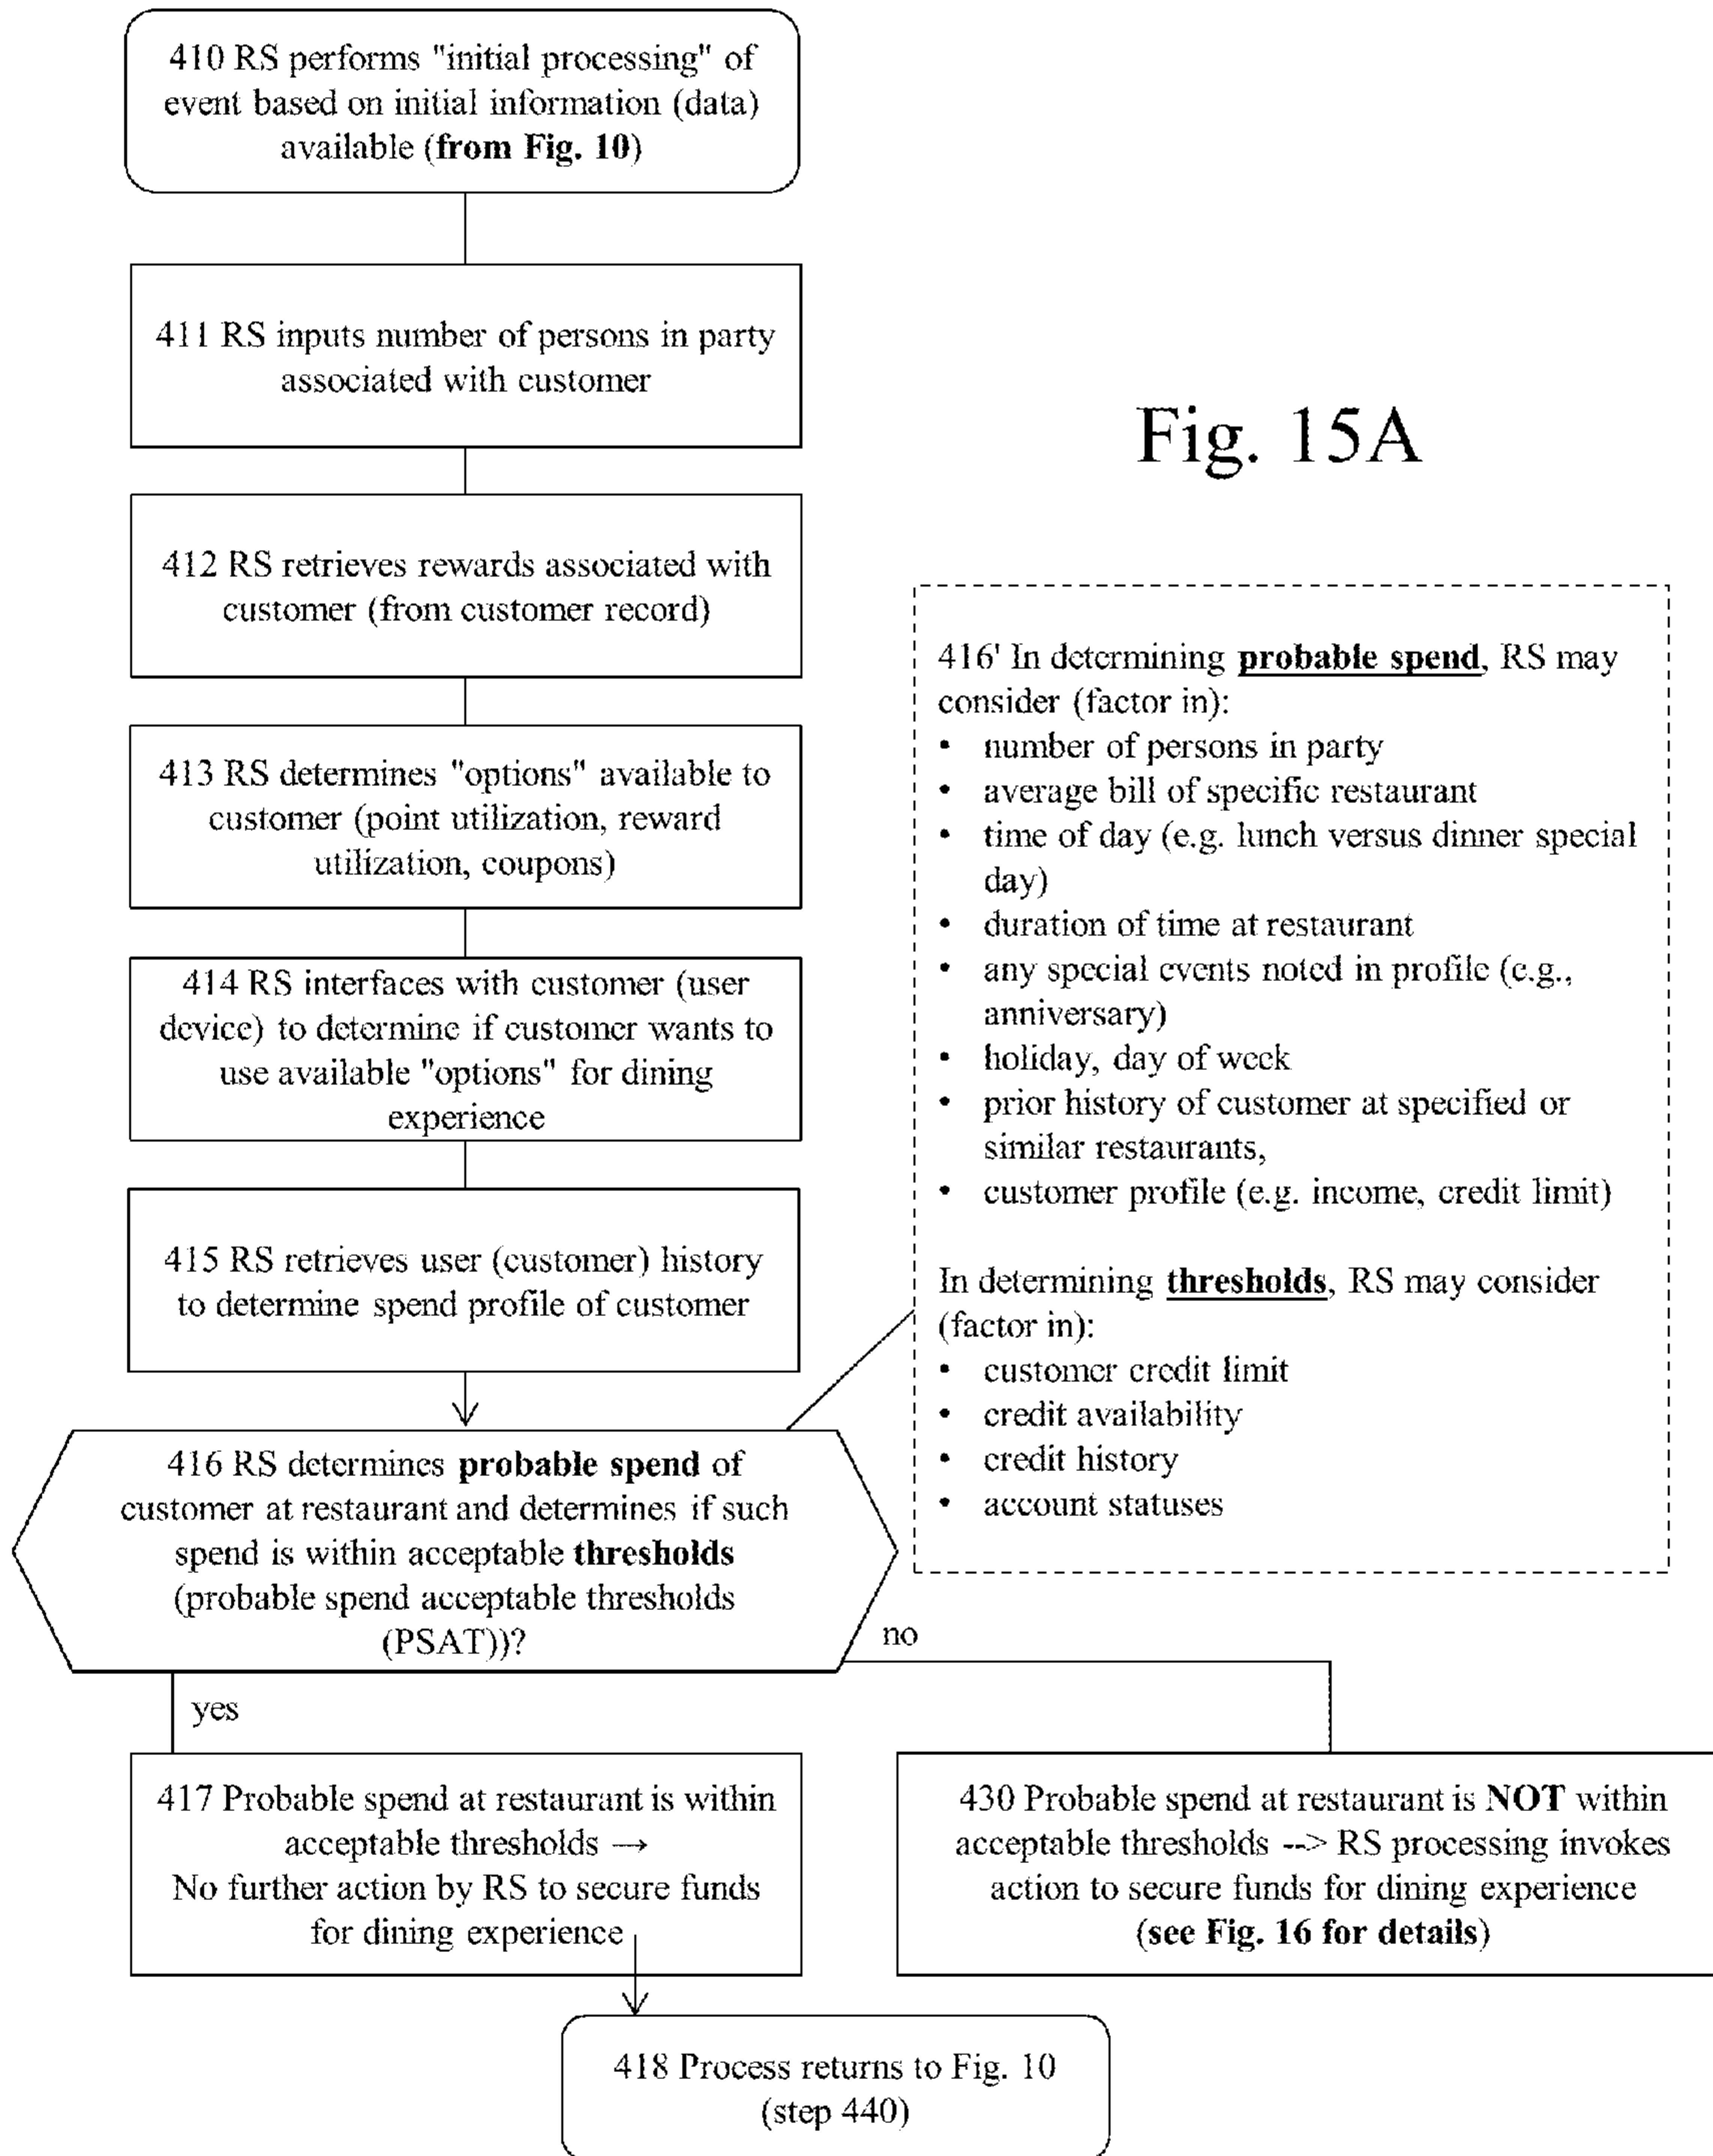 410 RS performs "initial processing" of
event based on initial information (data)
available (from Fig. 10)
411 RS inputs number of persons in party
associated with customer
Fig. 15A
412 RS retrieves rewards associated with
customer (from customer record)
413 RS determines "options" available to
customer (point utilization, reward
utilization, coupons)
414 RS interfaces with customer (user
device) to determine if customer wants to
use available "options" for dining
experience
415 RS retrieves user (customer) history
to determine spend profile of customer
416' In determining probable spend, RS may
consider (factor in):
• number of persons in party
• average bill of specific restaurant
• time of day (e.g. lunch versus dinner special
day)
• duration of time at restaurant
• any special events noted in profile (e.g.,
anniversary)
• holiday, day of week
• prior history of customer at specified or
similar restaurants,
• customer profile (e.g. income, credit limit)
In determining thresholds, RS may consider
(factor in):
• customer credit limit
• credit availability
• credit history
• account statuses
416 RS determines probable spend of
customer at restaurant and determines if such
spend is within acceptable thresholds
(probable spend acceptable thresholds
(PSAT))?
no
yes
417 Probable spend at restaurant is within
acceptable thresholds →
No further action by RS to secure funds
for dining experience
430 Probable spend at restaurant is NOT within
acceptable thresholds --> RS processing invokes
action to secure funds for dining experience
(see Fig. 16 for details)
418 Process returns to Fig. 10
(step 440)